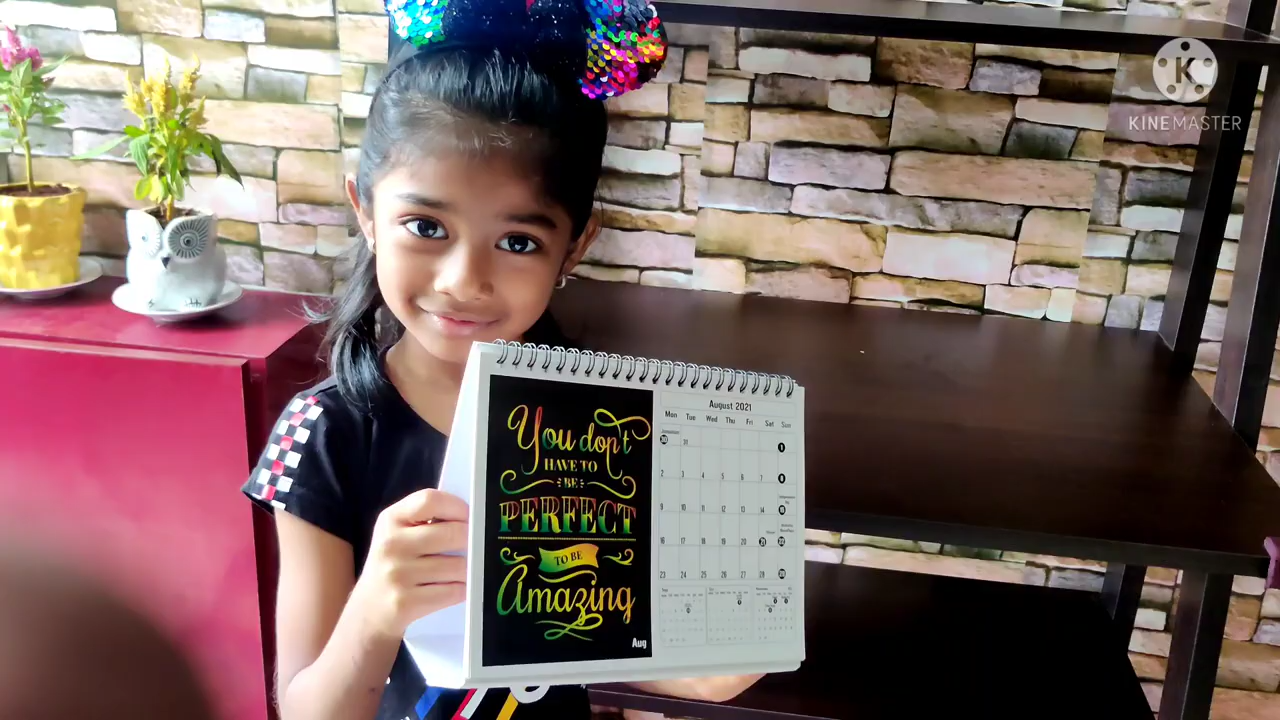 K
KINEMASTER
You don't
HAVE TO
BE
PERFECT
TO BE
Amazing
Aug
August 2021
Mon Tue Wed Thu Fri Sat Sun
30 31 1
2 3 4 5 6 7 8
9 10 11 12 13 14 15
16 17 18 19 20 21 22
23 24 25 26 27 28 29